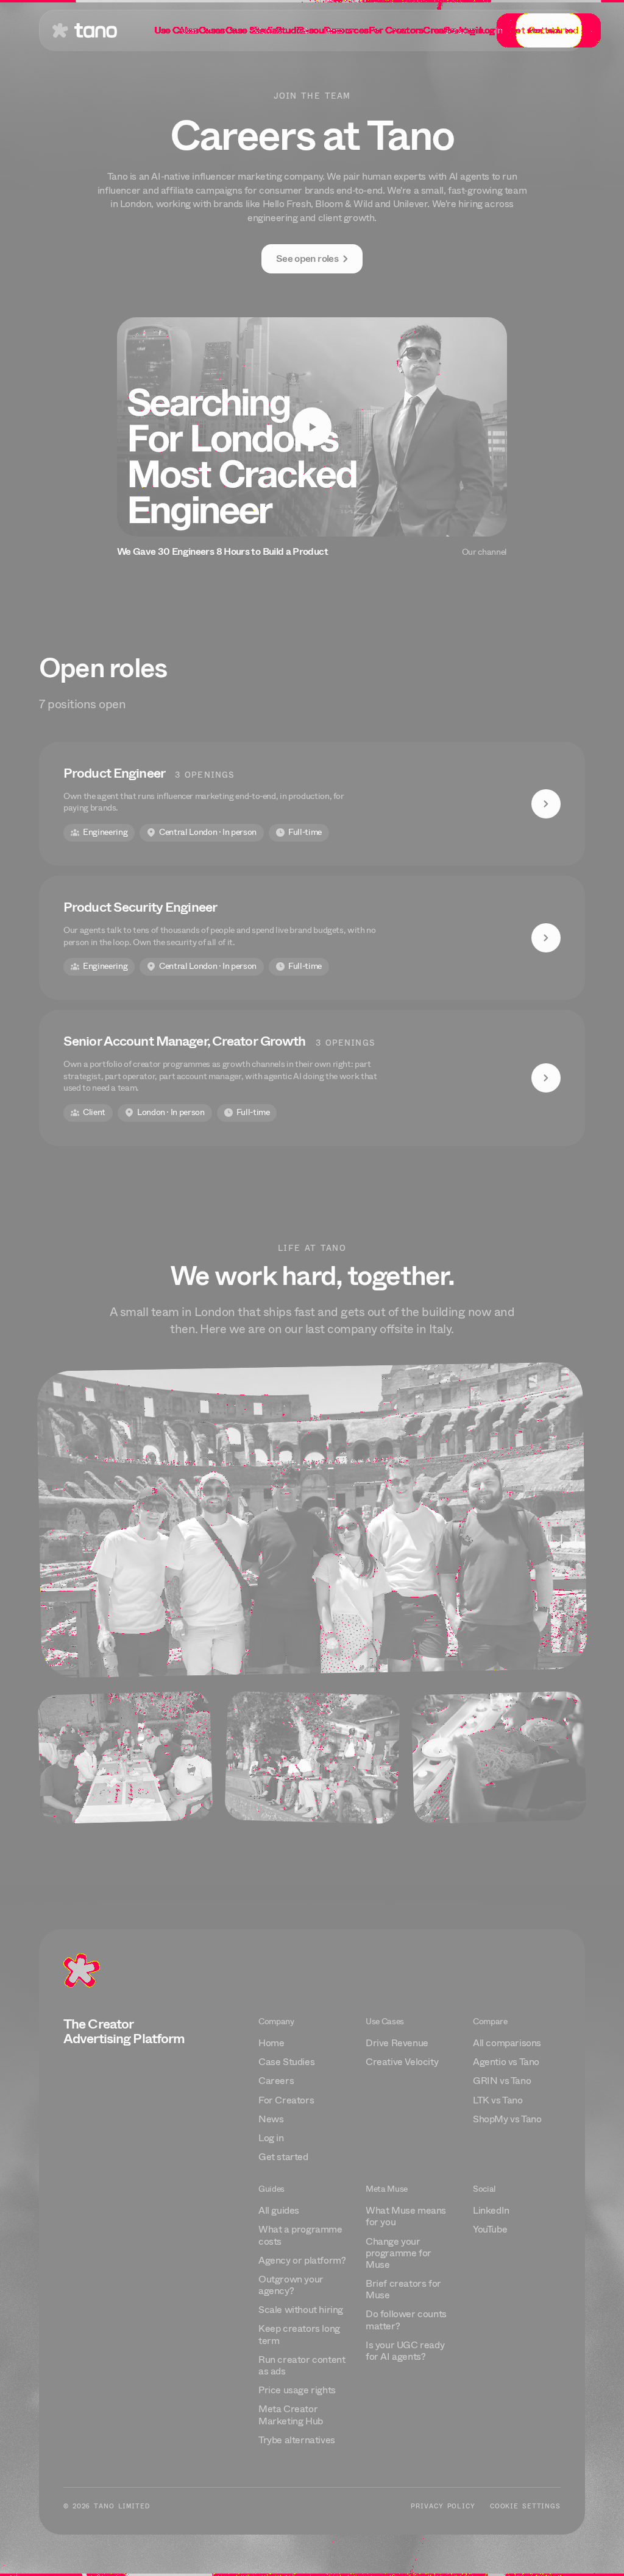 tano
JOIN THE TEAM
Careers at Tano
Tano is an AI-native influencer marketing company. We pair human experts with AI agents to run
influencer and affiliate campaigns for consumer brands end-to-end. We're a small, fast-growing team
in London, working with brands like Hello Fresh, Bloom & Wild and Unilever. We're hiring across
engineering and client growth.
See open roles
Searching
For London's
Most Cracked
Engineer
We Gave 30 Engineers 8 Hours to Build a Product
Our channel
Open roles
7 positions open
Product Engineer 3 OPENINGS
Own the agent that runs influencer marketing end-to-end, in production, for
paying brands.
Engineering Central London · In person Full-time
Product Security Engineer
Our agents talk to tens of thousands of people and spend live brand budgets, with no
person in the loop. Own the security of all of it.
Engineering Central London · In person Full-time
Senior Account Manager, Creator Growth 3 OPENINGS
Own a portfolio of creator programmes as growth channels in their own right: part
strategist, part operator, part account manager, with agentic AI doing the work that
used to need a team.
Client London · In person Full-time
LIFE AT TANO
We work hard, together.
A small team in London that ships fast and gets out of the building now and
then. Here we are on our last company offsite in Italy.
The Creator
Advertising Platform
Company
Home
Case Studies
Careers
For Creators
News
Log in
Get started
Use Cases
Drive Revenue
Creative Velocity
Compare
All comparisons
Agentio vs Tano
GRIN vs Tano
LTK vs Tano
ShopMy vs Tano
Guides
All guides
What a programme
costs
Agency or platform?
Outgrown your
agency?
Scale without hiring
Keep creators long
term
Run creator content
as ads
Price usage rights
Meta Creator
Marketing Hub
Trybe alternatives
Meta Muse
What Muse means
for you
Change your
programme for
Muse
Brief creators for
Muse
Do follower counts
matter?
Is your UGC ready
for AI agents?
Social
LinkedIn
YouTube
© 2026 TANO LIMITED
PRIVACY POLICY
COOKIE SETTINGS